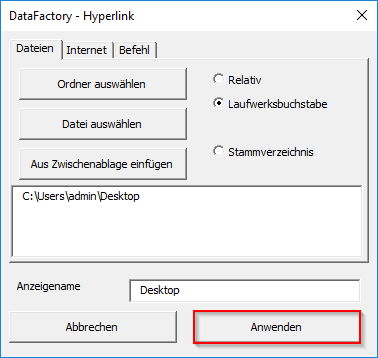 DataFactory - Hyperlink
Dateien Internet Befehl
Ordner auswählen
Relativ
Laufwerksbuchstabe
Datei auswählen
Aus Zwischenablage einfügen
Stammverzeichnis
C:\Users\admin\Desktop
Anzeigename Desktop
Abbrechen Anwenden